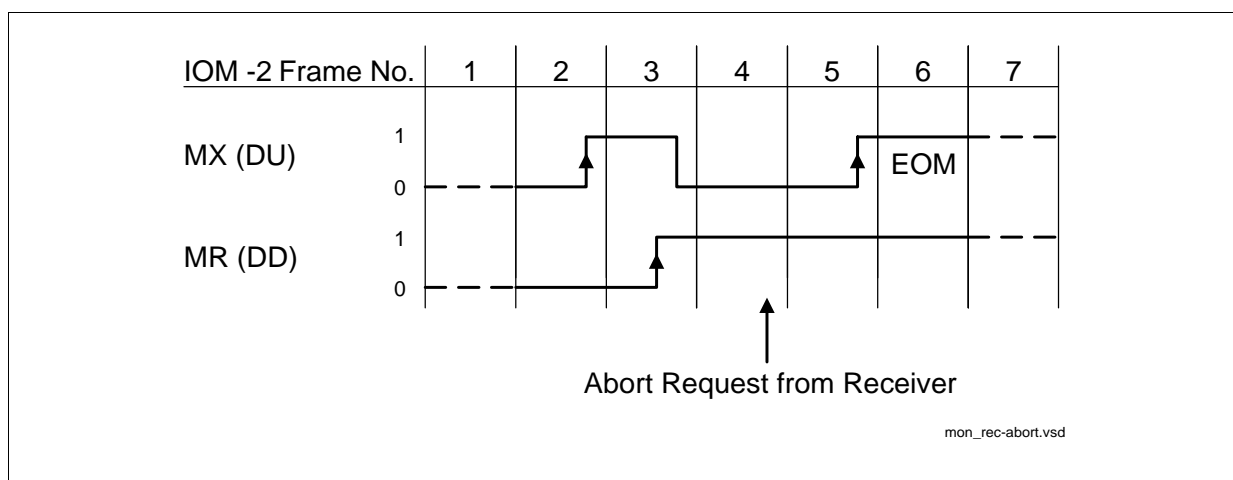 IOM -2 Frame No. 1 2 3 4 5 6 7
MX (DU) 1
0
EOM
MR (DD) 1
0
Abort Request from Receiver
mon_rec-abort.vsd